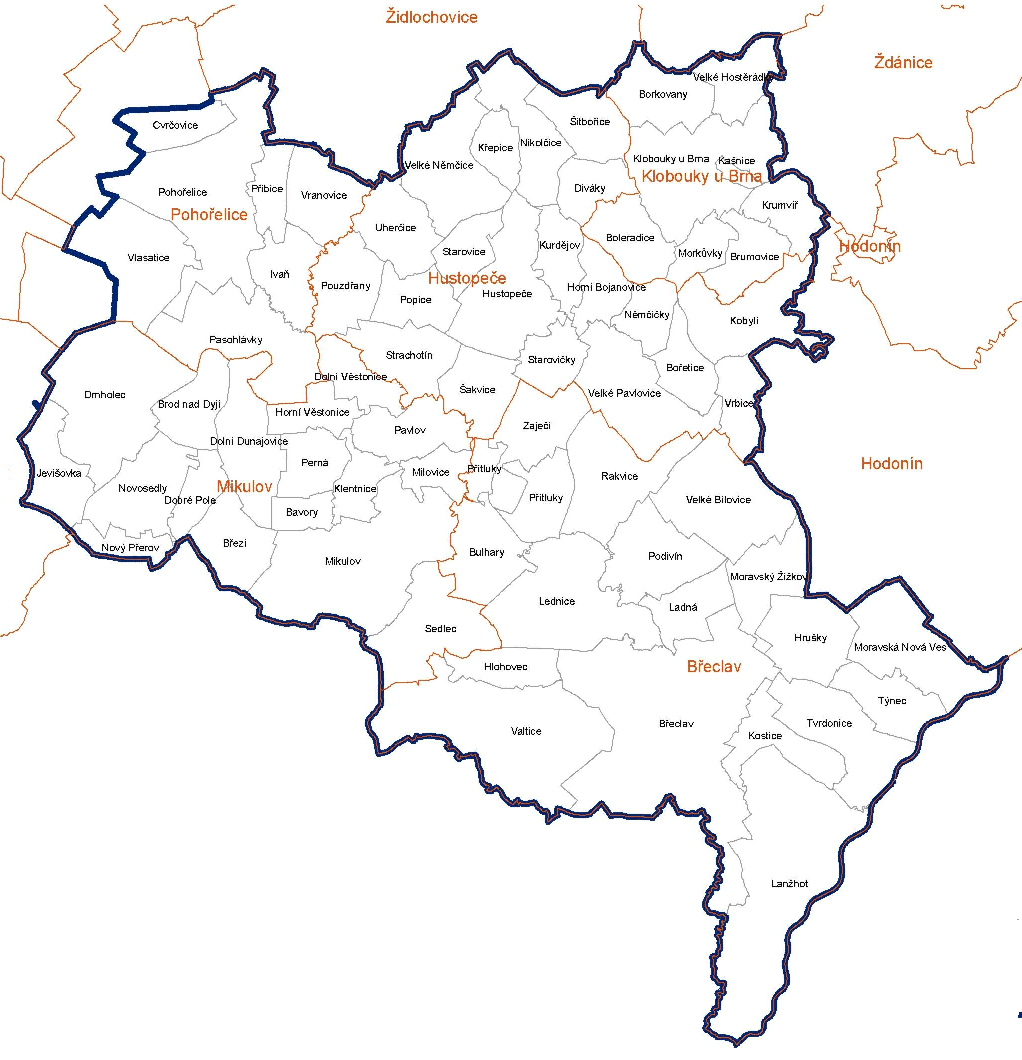 Židlochovice
Ždánice
Velké Hostěrádky
Borkovany
Šitbořice
Cvrčovice
Nikolčice
Křepice
Klobouky u Brna
Kašnice
Velké Němčice
Klobouky u Brna
Diváky
Pohořelice
Přibice
Vranovice
Krumvíř
Pohořelice
Uherčice
Boleradice
Kurdějov
Hodonín
Starovice
Morkůvky
Brumovice
Vlasatice
Ivaň
Hustopeče
Pouzdřany
Horní Bojanovice
Hustopeče
Popice
Němčičky
Kobylí
Pasohlávky
Strachotín
Starovičky
Bořetice
Dolní Věstonice
Šakvice
Velké Pavlovice
Drnholec
Brod nad Dyjí
Vrbice
Horní Věstonice
Zaječí
Pavlov
Dolní Dunajovice
Perná
Hodonín
Přítluky
Milovice
Jevišovka
Rakvice
Mikulov
Novosedly
Klentnice
Dobré Pole
Přítluky
Velké Bílovice
Bavory
Březí
Nový Přerov
Bulhary
Podivín
Mikulov
Moravský Žižkov
Lednice
Ladná
Sedlec
Hrušky
Moravská Nová Ves
Hlohovec
Břeclav
Týnec
Břeclav
Tvrdonice
Valtice
Kostice
Lanžhot